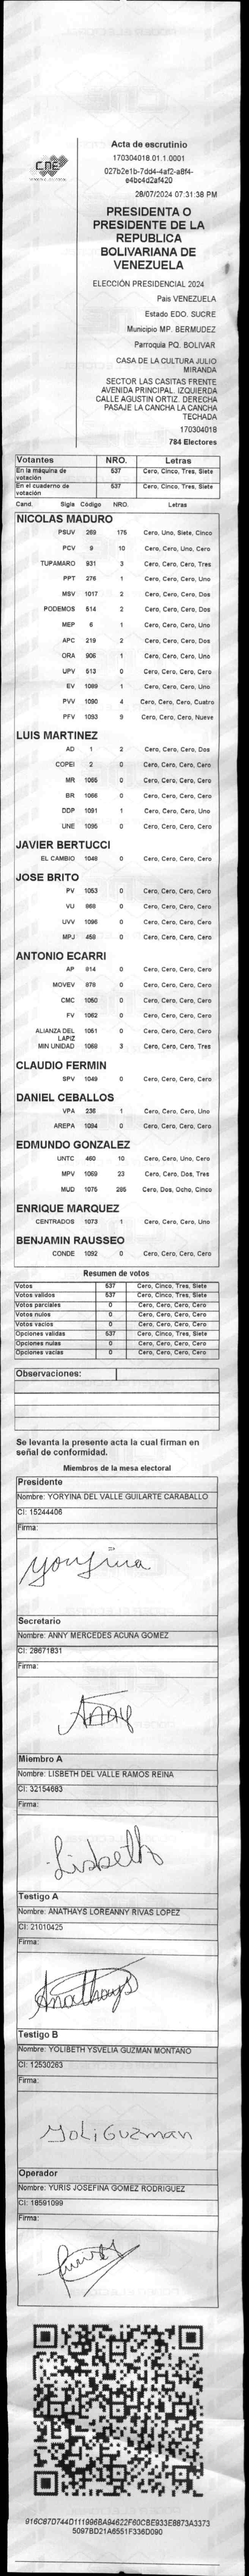 CNE
Acta de escrutinio
170304018.01.1.0001
027b2e1b-7dd4-4af2-a8f4-
e4bc4d2af420
28/07/2024 07:31:38 PM
PRESIDENTA O
PRESIDENTE DE LA
REPUBLICA
BOLIVARIANA DE
VENEZUELA
ELECCIÓN PRESIDENCIAL 2024
Pais VENEZUELA
Estado EDO. SUCRE
Municipio MP. BERMUDEZ
Parroquia PQ. BOLIVAR
CASA DE LA CULTURA JULIO
MIRANDA
SECTOR LAS CASITAS FRENTE
AVENIDA PRINCIPAL. IZQUIERDA
CALLE AGUSTIN ORTIZ. DERECHA
PASAJE LA CANCHA LA CANCHA
TECHADA
170304018
784 Electores
Votantes NRO. Letras
En la máquina de votación 537 Cero, Cinco, Tres, Siete
En el cuaderno de votación 537 Cero, Cinco, Tres, Siete
Cand. Sigla Código NRO. Letras
NICOLAS MADURO
PSUV 269 175 Cero, Uno, Siete, Cinco
PCV 9 10 Cero, Cero, Uno, Cero
TUPAMARO 931 3 Cero, Cero, Cero, Tres
PPT 276 1 Cero, Cero, Cero, Uno
MSV 1017 2 Cero, Cero, Cero, Dos
PODEMOS 514 2 Cero, Cero, Cero, Dos
MEP 6 1 Cero, Cero, Cero, Uno
APC 219 2 Cero, Cero, Cero, Dos
ORA 906 1 Cero, Cero, Cero, Uno
UPV 513 0 Cero, Cero, Cero, Cero
EV 1089 1 Cero, Cero, Cero, Uno
PVV 1090 4 Cero, Cero, Cero, Cuatro
PFV 1093 9 Cero, Cero, Cero, Nueve
LUIS MARTINEZ
AD 1 2 Cero, Cero, Cero, Dos
COPEI 2 0 Cero, Cero, Cero, Cero
MR 1065 0 Cero, Cero, Cero, Cero
BR 1066 0 Cero, Cero, Cero, Cero
DDP 1091 1 Cero, Cero, Cero, Uno
UNE 1095 0 Cero, Cero, Cero, Cero
JAVIER BERTUCCI
EL CAMBIO 1048 0 Cero, Cero, Cero, Cero
JOSE BRITO
PV 1053 0 Cero, Cero, Cero, Cero
VU 868 0 Cero, Cero, Cero, Cero
UVV 1096 0 Cero, Cero, Cero, Cero
MPJ 458 0 Cero, Cero, Cero, Cero
ANTONIO ECARRI
AP 914 0 Cero, Cero, Cero, Cero
MOVEV 978 0 Cero, Cero, Cero, Cero
CMC 1050 0 Cero, Cero, Cero, Cero
FV 1062 0 Cero, Cero, Cero, Cero
ALIANZA DEL LAPIZ 1061 0 Cero, Cero, Cero, Cero
MIN UNIDAD 1068 3 Cero, Cero, Cero, Tres
CLAUDIO FERMIN
SPV 1049 0 Cero, Cero, Cero, Cero
DANIEL CEBALLOS
VPA 236 1 Cero, Cero, Cero, Uno
AREPA 1094 0 Cero, Cero, Cero, Cero
EDMUNDO GONZALEZ
UNTC 460 10 Cero, Cero, Uno, Cero
MPV 1069 23 Cero, Cero, Dos, Tres
MUD 1075 285 Cero, Dos, Ocho, Cinco
ENRIQUE MARQUEZ
CENTRADOS 1073 1 Cero, Cero, Cero, Uno
BENJAMIN RAUSSEO
CONDE 1092 0 Cero, Cero, Cero, Cero
Resumen de votos
Votos 537 Cero, Cinco, Tres, Siete
Votos validos 537 Cero, Cinco, Tres, Siete
Votos parciales 0 Cero, Cero, Cero, Cero
Votos nulos 0 Cero, Cero, Cero, Cero
Votos vacios 0 Cero, Cero, Cero, Cero
Opciones validas 537 Cero, Cinco, Tres, Siete
Opciones nulas 0 Cero, Cero, Cero, Cero
Opciones vacias 0 Cero, Cero, Cero, Cero
Observaciones:
Se levanta la presente acta la cual firman en
señal de conformidad.
Miembros de la mesa electoral
Presidente
Nombre: YORYINA DEL VALLE GUILARTE CARABALLO
CI: 15244406
Firma:
Secretario
Nombre: ANNY MERCEDES ACUÑA GOMEZ
CI: 28671831
Firma:
Anny
Miembro A
Nombre: LISBETH DEL VALLE RAMOS REINA
CI: 32154683
Firma:
Lisbeth
Testigo A
Nombre: ANATHAYS LOREANNY RIVAS LOPEZ
CI: 21010425
Firma:
Anathays
Testigo B
Nombre: YOLIBETH YSVELIA GUZMAN MONTAÑO
CI: 12530263
Firma:
Yoli Guzman
Operador
Nombre: YURIS JOSEFINA GOMEZ RODRIGUEZ
CI: 18591099
Firma:
916C87D744D111996BA94622F60CBE933E8873A3373
5097BD21A6551F336D090